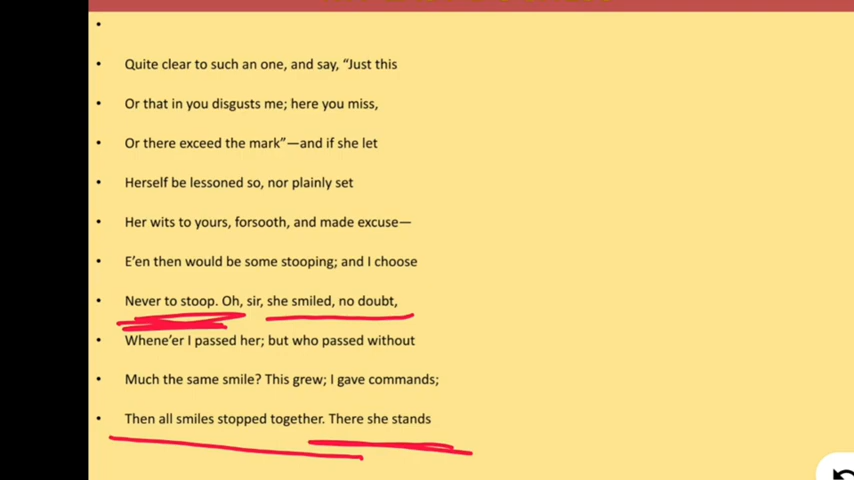 Quite clear to such an one, and say, “Just this
Or that in you disgusts me; here you miss,
Or there exceed the mark”—and if she let
Herself be lessoned so, nor plainly set
Her wits to yours, forsooth, and made excuse—
E’en then would be some stooping; and I choose
Never to stoop. Oh, sir, she smiled, no doubt,
Whene’er I passed her; but who passed without
Much the same smile? This grew; I gave commands;
Then all smiles stopped together. There she stands